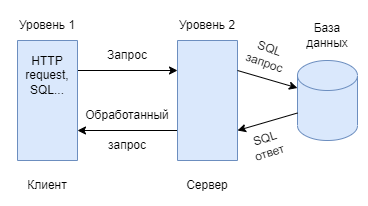 Уровень 1
Уровень 2
База
данных
HTTP
request,
SQL...
Запрос
SQL
запрос
Обработанный
запрос
SQL
ответ
Клиент
Сервер